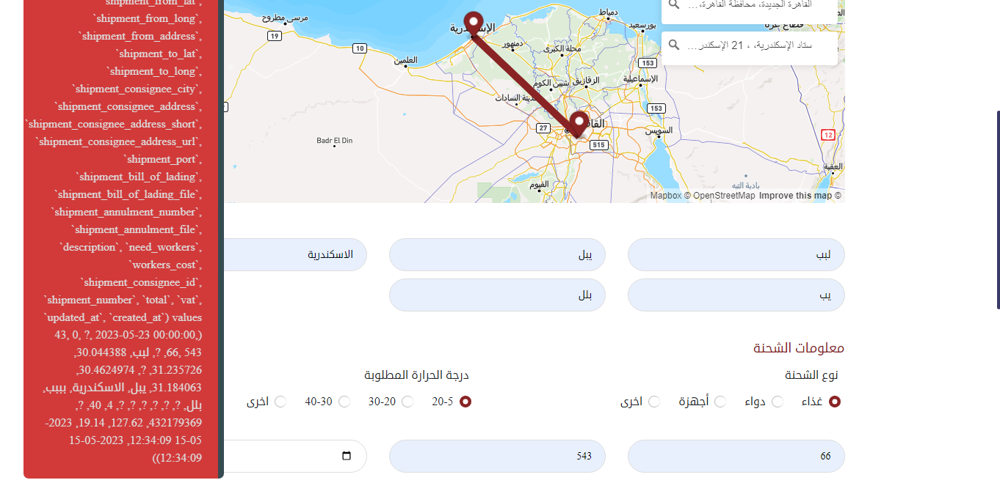 `shipment_from_lat`,
`shipment_from_long`,
`shipment_from_address`,
`shipment_to_lat`,
`shipment_to_long`,
`shipment_consignee_city`,
`shipment_consignee_address`,
`shipment_consignee_address_short`,
`shipment_consignee_address_url`,
`shipment_port`,
`shipment_bill_of_lading`,
`shipment_bill_of_lading_file`,
`shipment_annulment_number`,
`shipment_annulment_file`,
`description`, `need_workers`,
`workers_cost`,
`shipment_consignee_id`,
`shipment_number`, `total`, `vat`,
`updated_at`, `created_at`) values
(43, 0, ?, 2023-05-23 00:00:00,
543, 66, ?, لبب, 30.044388,
31.235726, ?, 30.4624974,
31.184063, يبل, الاسكندرية, بببب,
بلل, ?, ?, ?, ?, ?, ?, 4, 40, ?,
432179369, 127.62, 19.14, 2023-
05-15 12:34:09, 2023-05-15
12:34:09))
القاهرة الجديدة، محافظة القاهرة،...
ستاد الإسكندرية، ، 21 الإسكندر...
مرسى مطروح
19
10
العلمين
دمنهور
دمياط
بورسعيد
قطاع غزة
محلة الكبرى
153
الإسماعيلية
الزقازيق
شبين الكوم
مدينة السادات
153
27
515
السويس
12
Badr El Din
العقبة
بادية التيه
الفيوم
Mapbox © OpenStreetMap Improve this map ©
لبب
يبل
الاسكندرية
يب
بلل
معلومات الشحنة
نوع الشحنة
درجة الحرارة المطلوبة
غذاء
دواء
أجهزة
اخرى
20-5
30-20
40-30
اخرى
66
543